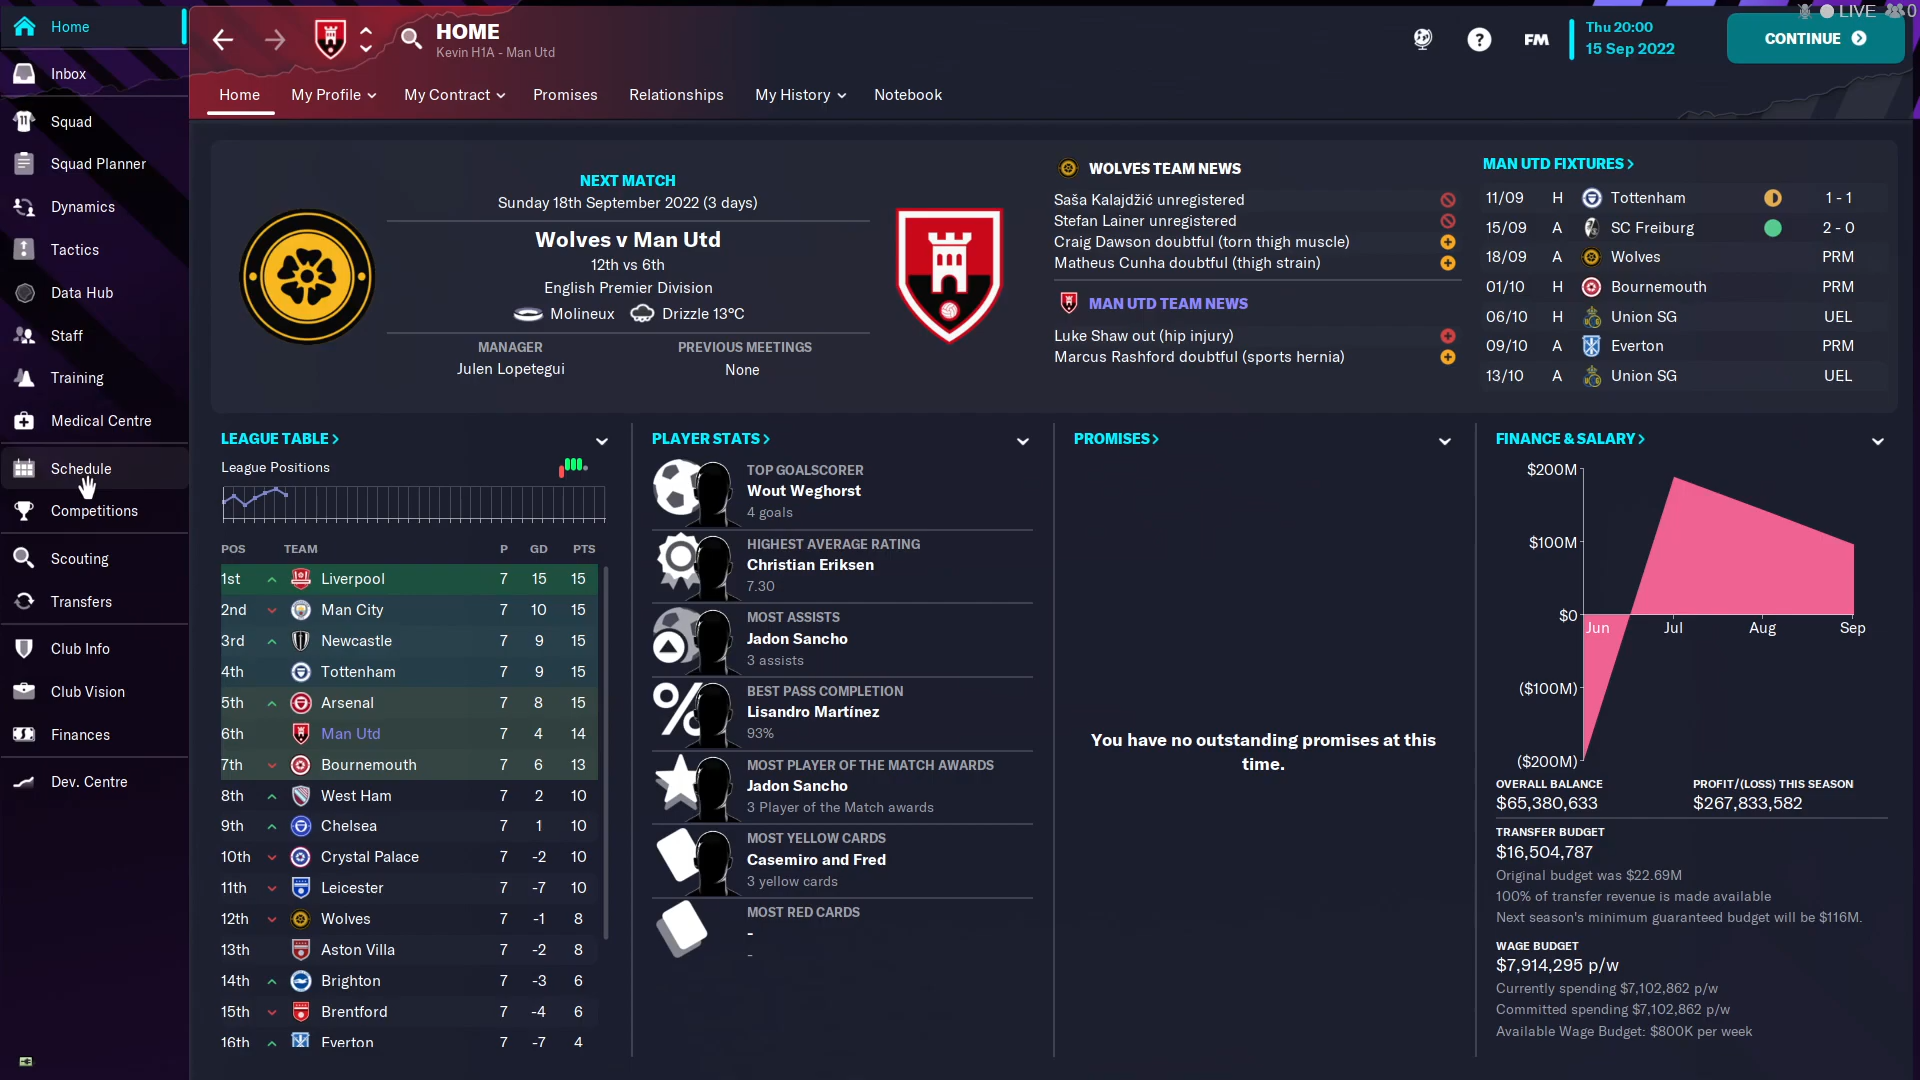 Home
Inbox
Squad
Squad Planner
Dynamics
Tactics
Data Hub
Staff
Training
Medical Centre
Schedule
Competitions
Scouting
Transfers
Club Info
Club Vision
Finances
Dev. Centre
HOME
Kevin H1A - Man Utd
FM
Thu 20:00
15 Sep 2022
LIVE 0
CONTINUE
Home My Profile My Contract Promises Relationships My History Notebook
NEXT MATCH
Sunday 18th September 2022 (3 days)
Wolves v Man Utd
12th vs 6th
English Premier Division
Molineux Drizzle 13°C
MANAGER
Julen Lopetegui
PREVIOUS MEETINGS
None
WOLVES TEAM NEWS
Saša Kalajdžić unregistered
Stefan Lainer unregistered
Craig Dawson doubtful (torn thigh muscle)
Matheus Cunha doubtful (thigh strain)
MAN UTD TEAM NEWS
Luke Shaw out (hip injury)
Marcus Rashford doubtful (sports hernia)
MAN UTD FIXTURES
11/09 H Tottenham 1 - 1
15/09 A SC Freiburg 2 - 0
18/09 A Wolves PRM
01/10 H Bournemouth PRM
06/10 H Union SG UEL
09/10 A Everton PRM
13/10 A Union SG UEL
LEAGUE TABLE
League Positions
POS TEAM P GD PTS
1st Liverpool 7 15 15
2nd Man City 7 10 15
3rd Newcastle 7 9 15
4th Tottenham 7 9 15
5th Arsenal 7 8 15
6th Man Utd 7 4 14
7th Bournemouth 7 6 13
8th West Ham 7 2 10
9th Chelsea 7 1 10
10th Crystal Palace 7 -2 10
11th Leicester 7 -7 10
12th Wolves 7 -1 8
13th Aston Villa 7 -2 8
14th Brighton 7 -3 6
15th Brentford 7 -4 6
16th Everton 7 -7 4
PLAYER STATS
TOP GOALSCORER
Wout Weghorst
4 goals
HIGHEST AVERAGE RATING
Christian Eriksen
7.30
MOST ASSISTS
Jadon Sancho
3 assists
BEST PASS COMPLETION
Lisandro Martínez
93%
MOST PLAYER OF THE MATCH AWARDS
Jadon Sancho
3 Player of the Match awards
MOST YELLOW CARDS
Casemiro and Fred
3 yellow cards
MOST RED CARDS
-
-
PROMISES
You have no outstanding promises at this
time.
FINANCE & SALARY
$200M
$100M
$0
($100M)
($200M)
Jun Jul Aug Sep
OVERALL BALANCE
$65,380,633
PROFIT/(LOSS) THIS SEASON
$267,833,582
TRANSFER BUDGET
$16,504,787
Original budget was $22.69M
100% of transfer revenue is made available
Next season's minimum guaranteed budget will be $116M.
WAGE BUDGET
$7,914,295 p/w
Currently spending $7,102,862 p/w
Committed spending $7,102,862 p/w
Available Wage Budget: $800K per week